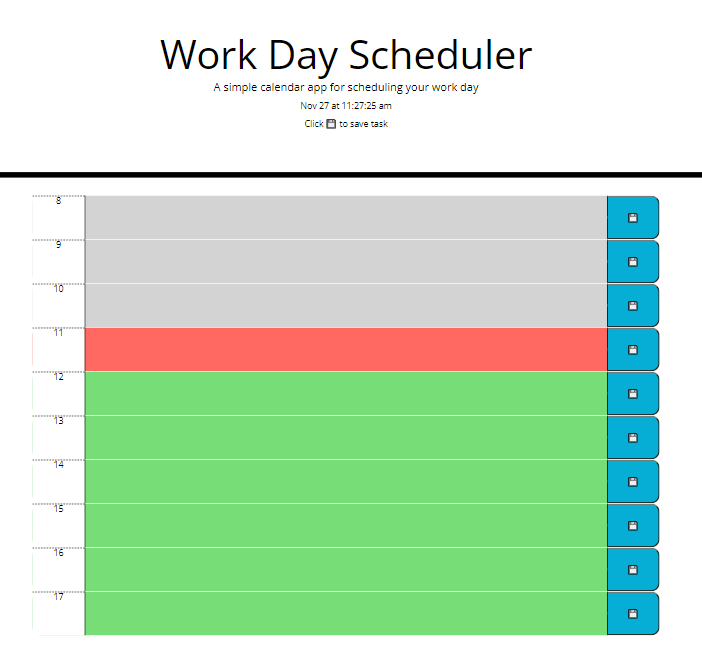 Work Day Scheduler
A simple calendar app for scheduling your work day
Nov 27 at 11:27:25 am
Click 💾 to save task
8
9
10
11
12
13
14
15
16
17